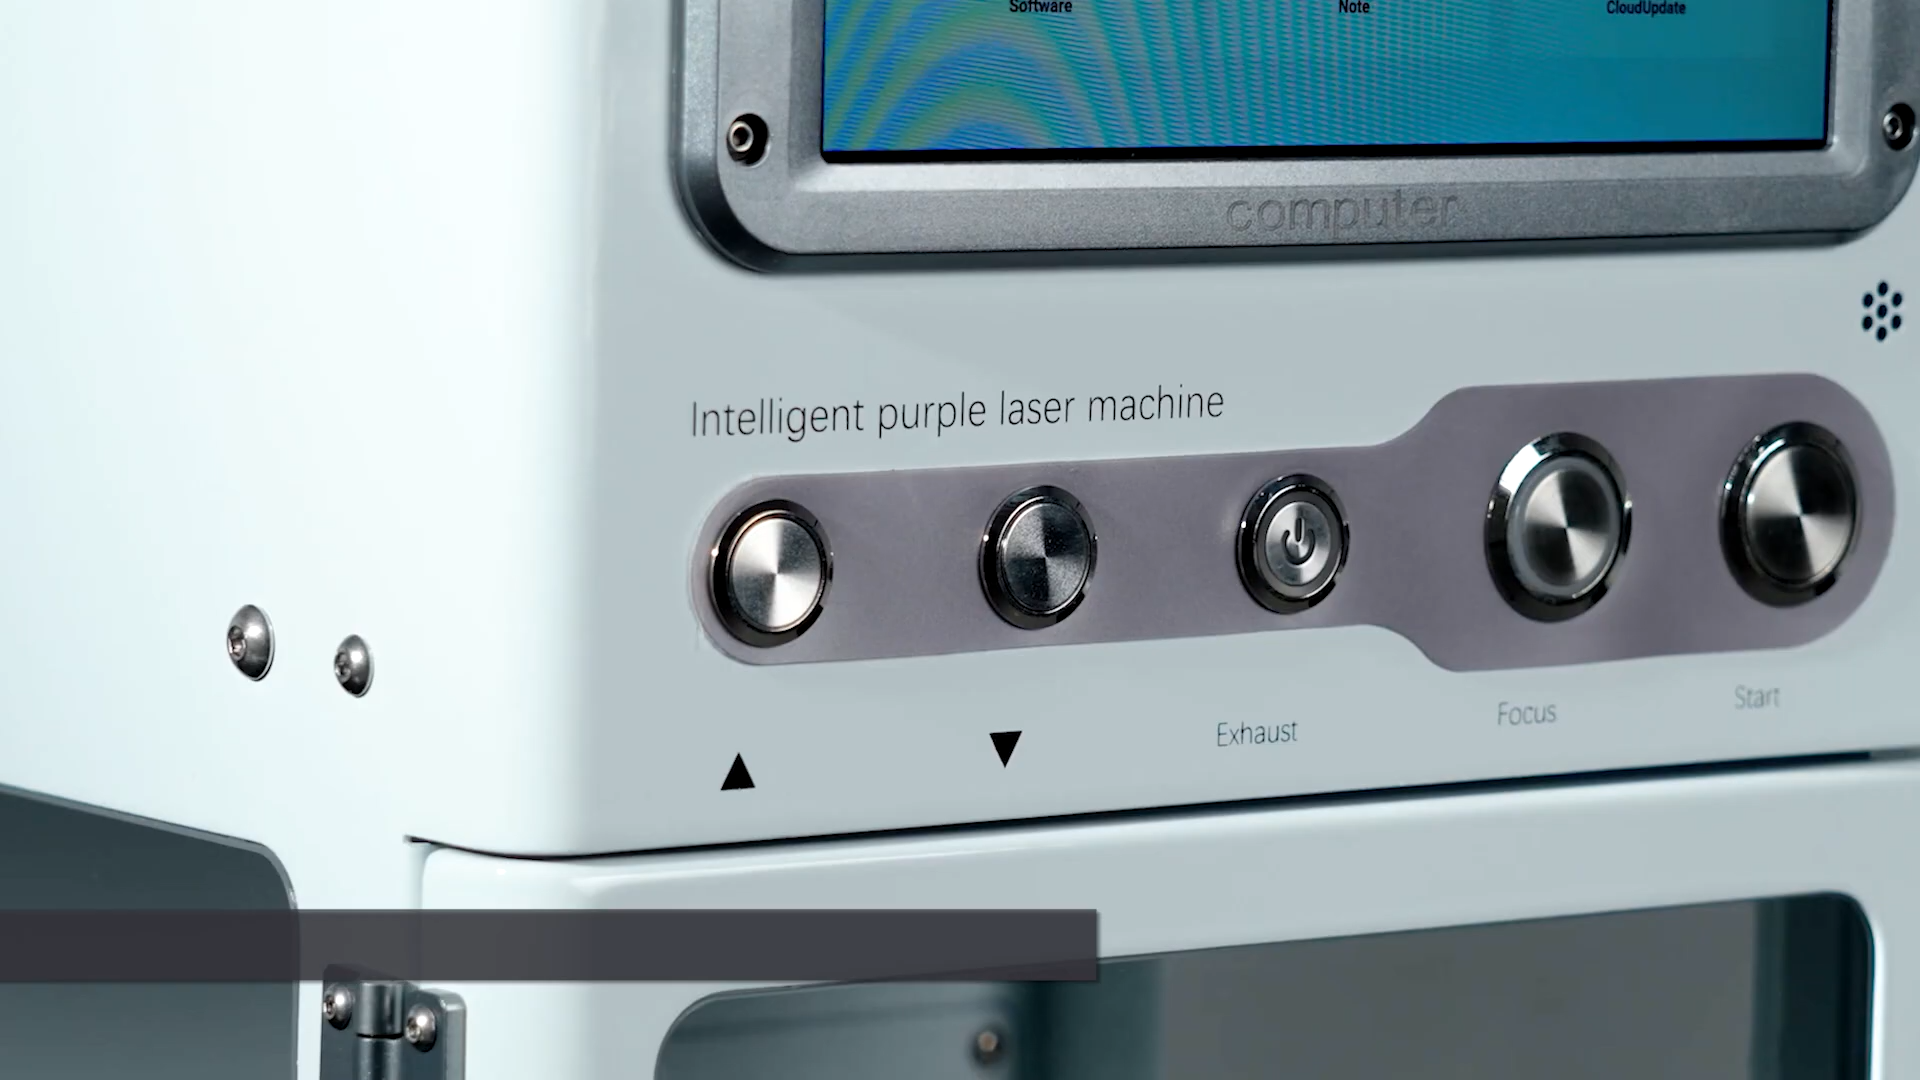 Software Note CloudUpdate
computer
Intelligent purple laser machine
▲ ▼ Exhaust Focus Start